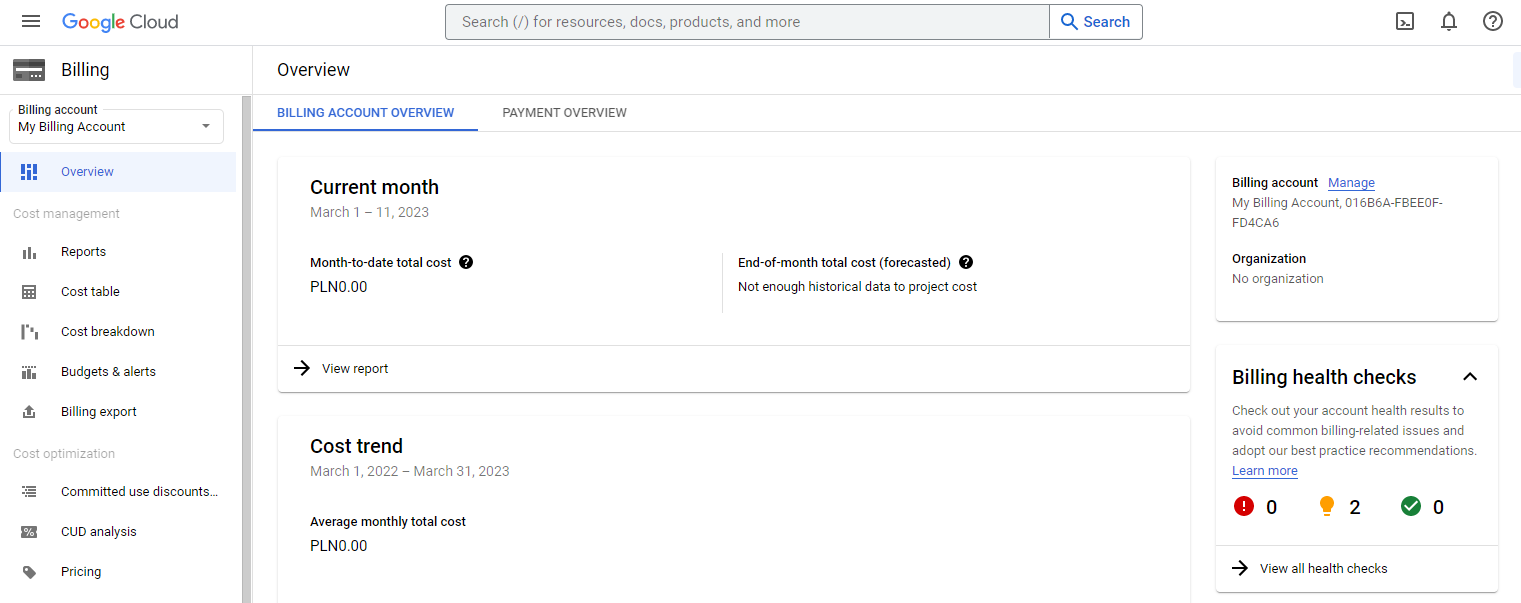 Google Cloud
Search (/) for resources, docs, products, and more
Search
Billing
Overview
Billing account
My Billing Account
BILLING ACCOUNT OVERVIEW
PAYMENT OVERVIEW
Overview
Cost management
Reports
Cost table
Cost breakdown
Budgets & alerts
Billing export
Cost optimization
Committed use discounts...
CUD analysis
Pricing
Current month
March 1 – 11, 2023
Month-to-date total cost ?
PLN0.00
End-of-month total cost (forecasted) ?
Not enough historical data to project cost
View report
Cost trend
March 1, 2022 – March 31, 2023
Average monthly total cost
PLN0.00
Billing account Manage
My Billing Account, 016B6A-FBEE0F-
FD4CA6
Organization
No organization
Billing health checks
Check out your account health results to
avoid common billing-related issues and
adopt our best practice recommendations.
Learn more
0 2 0
View all health checks